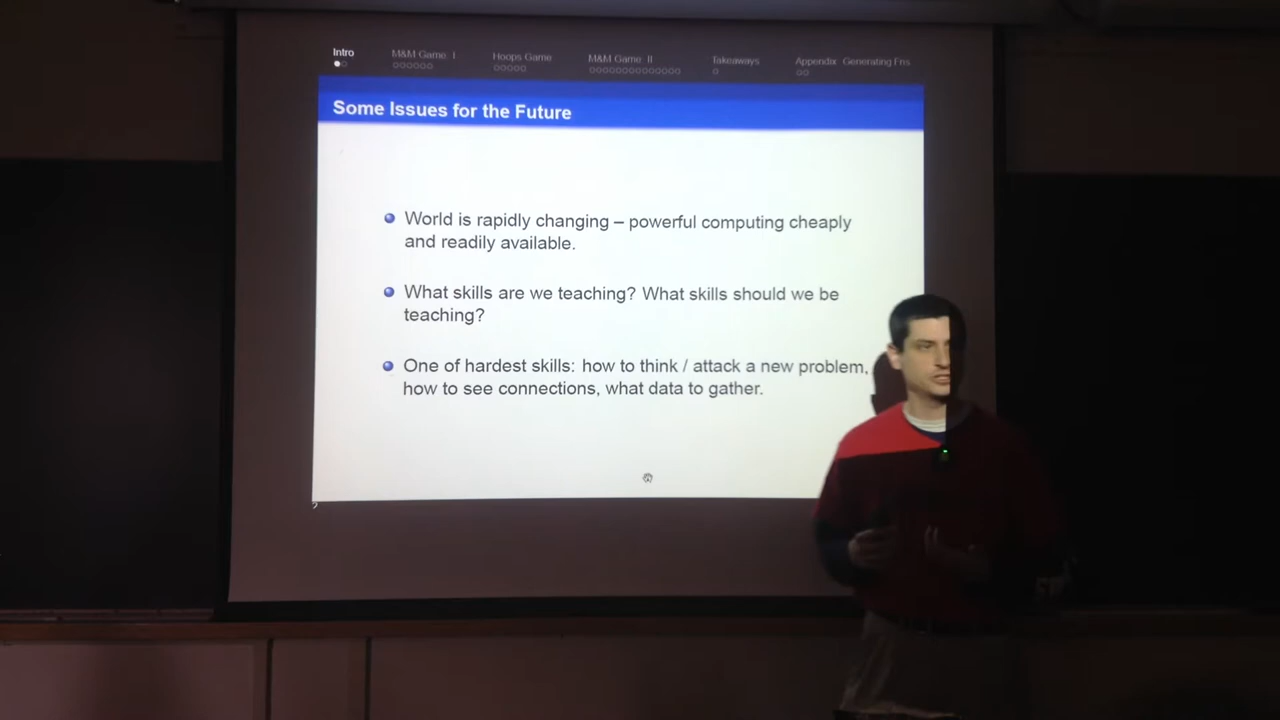 Intro
M&M Game I
Hoops Game
M&M Game II
Takeaways
Appendix Generating Fns
Some Issues for the Future
World is rapidly changing – powerful computing cheaply
and readily available.
What skills are we teaching? What skills should we be
teaching?
One of hardest skills: how to think / attack a new problem,
how to see connections, what data to gather.